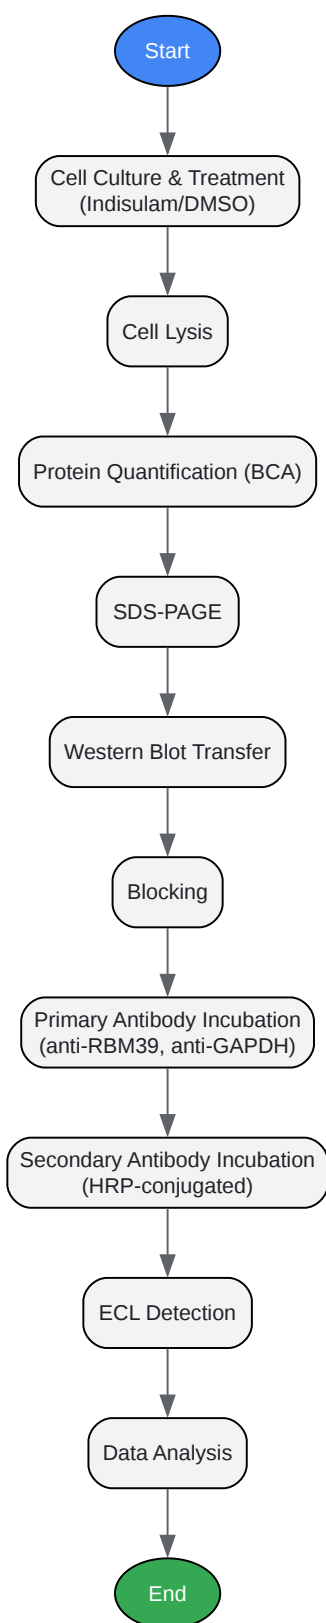 Start
Cell Culture & Treatment
(Indisulam/DMSO)
Cell Lysis
Protein Quantification (BCA)
SDS-PAGE
Western Blot Transfer
Blocking
Primary Antibody Incubation
(anti-RBM39, anti-GAPDH)
Secondary Antibody Incubation
(HRP-conjugated)
ECL Detection
Data Analysis
End